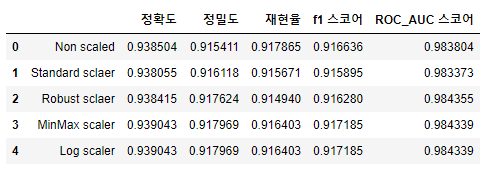 정확도 정밀도 재현율 f1 스코어 ROC_AUC 스코어
0 Non scaled 0.938504 0.915411 0.917865 0.916636 0.983804
1 Standard sclaer 0.938055 0.916118 0.915671 0.915895 0.983373
2 Robust sclaer 0.938415 0.917624 0.914940 0.916280 0.984355
3 MinMax scaler 0.939043 0.917969 0.916403 0.917185 0.984339
4 Log scaler 0.939043 0.917969 0.916403 0.917185 0.984339